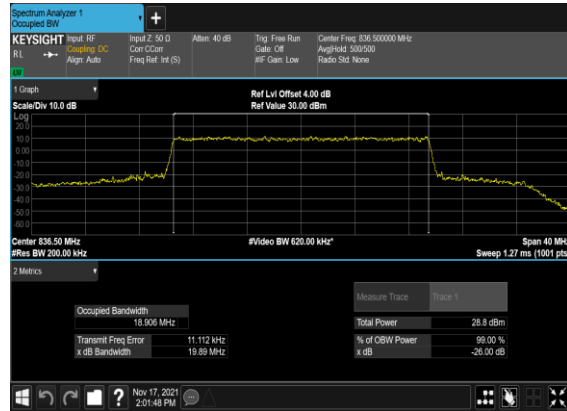 Spectrum Analyzer 1
Occupied BW
+
KEYSIGHT Input: RF Input Z: 50 Ω Atten: 40 dB Trig: Free Run Center Freq: 836.500000 MHz
RL Coupling: DC Corr CCorr Gate: Off Avg|Hold: 500/500
Align: Auto Freq Ref: Int (S) #IF Gain: Low Radio Std: None
LW
1 Graph Ref Lvl Offset 4.00 dB
Scale/Div 10.0 dB Ref Value 30.00 dBm
Log
20.0
10.0
0.00
-10.0
-20.0
-30.0
-40.0
-50.0
-60.0
Center 836.50 MHz #Video BW 620.00 kHz* Span 40 MHz
#Res BW 200.00 kHz Sweep 1.27 ms (1001 pts
2 Metrics
Measure Trace Trace 1
Occupied Bandwidth
18.906 MHz Total Power 28.8 dBm
Transmit Freq Error 11.112 kHz % of OBW Power 99.00 %
x dB Bandwidth 19.89 MHz x dB -26.00 dB
? Nov 17, 2021
2:01:48 PM